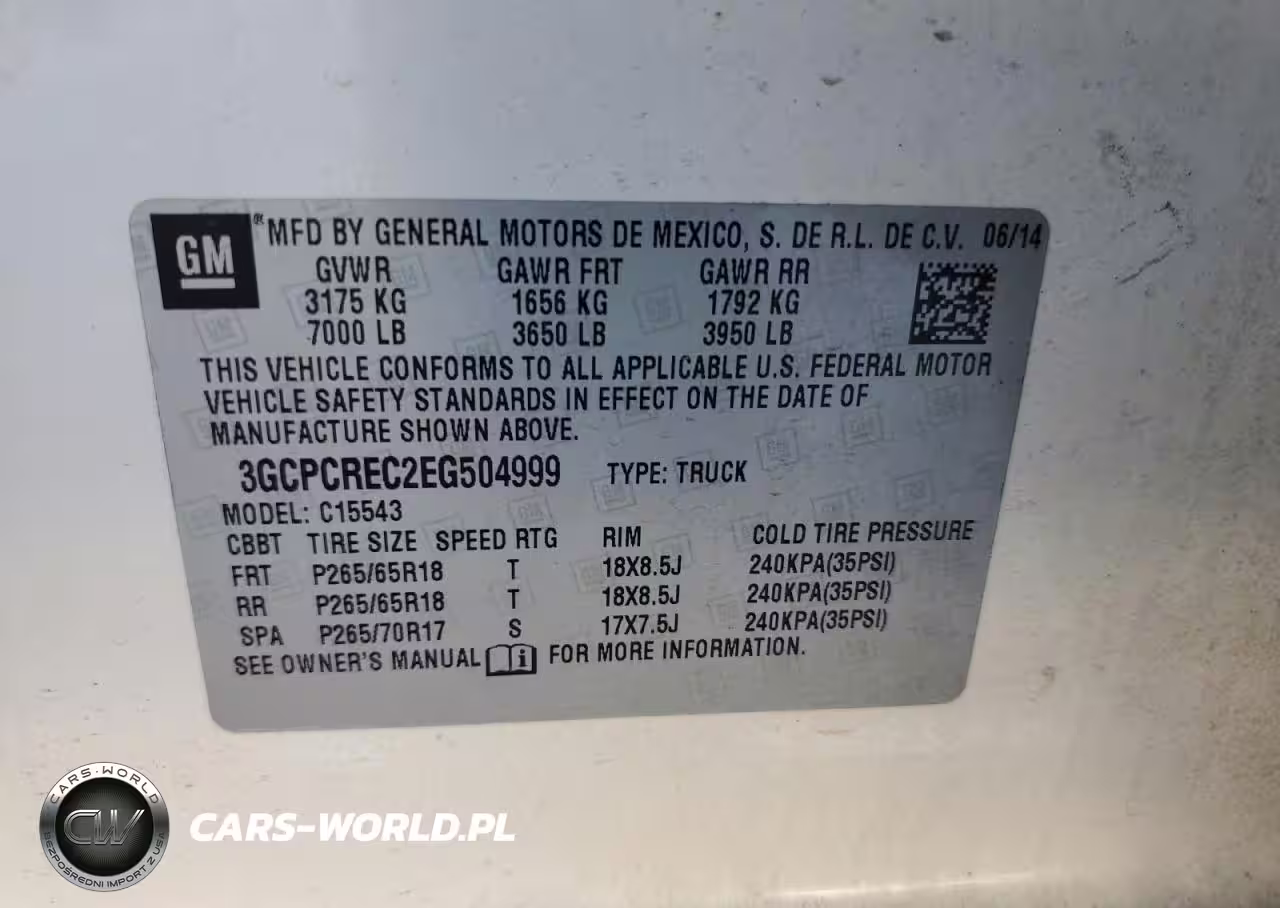 GM ® MFD BY GENERAL MOTORS DE MEXICO, S. DE R.L. DE C.V. 06/14
GVWR GAWR FRT GAWR RR
3175 KG 1656 KG 1792 KG
7000 LB 3650 LB 3950 LB
THIS VEHICLE CONFORMS TO ALL APPLICABLE U.S. FEDERAL MOTOR
VEHICLE SAFETY STANDARDS IN EFFECT ON THE DATE OF
MANUFACTURE SHOWN ABOVE.
3GCPCREC2EG504999 TYPE: TRUCK
MODEL: C15543
CBBT TIRE SIZE SPEED RTG RIM COLD TIRE PRESSURE
FRT P265/65R18 T 18X8.5J 240KPA(35PSI)
RR P265/65R18 T 18X8.5J 240KPA(35PSI)
SPA P265/70R17 S 17X7.5J 240KPA(35PSI)
SEE OWNER'S MANUAL i FOR MORE INFORMATION.
CARS-WORLD
CW
BEZPOŚREDNI IMPORT Z USA
CARS-WORLD.PL